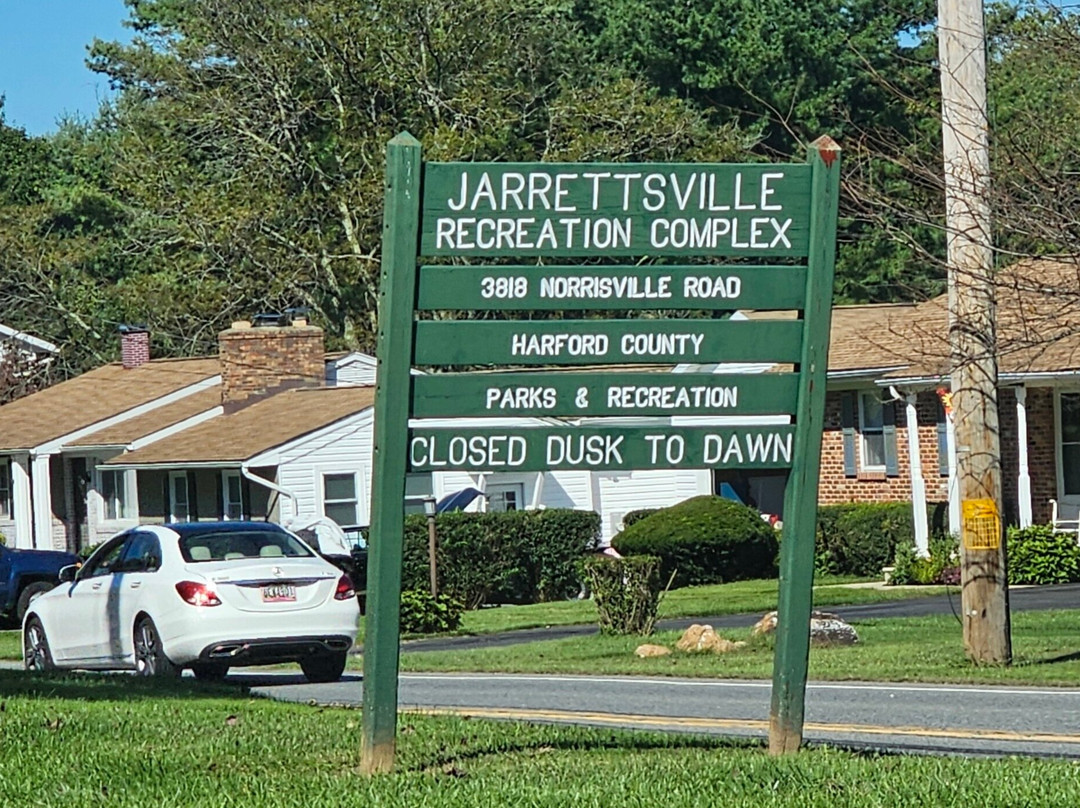 JARRETTSVILLE
RECREATION COMPLEX
3818 NORRISVILLE ROAD
HARFORD COUNTY
PARKS & RECREATION
CLOSED DUSK TO DAWN